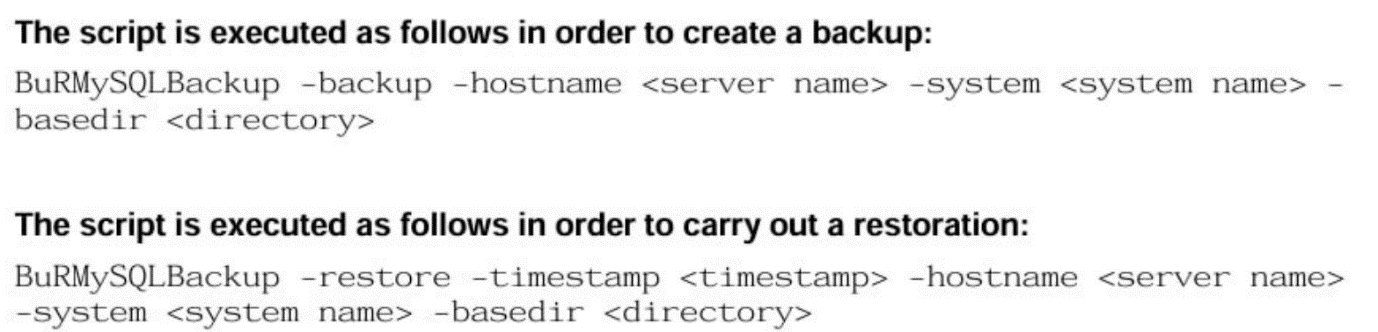 The script is executed as follows in order to create a backup:
BuRMySQLBackup -backup -hostname <server name> -system <system name> -
basedir <directory>
The script is executed as follows in order to carry out a restoration:
BuRMySQLBackup -restore -timestamp <timestamp> -hostname <server name>
-system <system name> -basedir <directory>